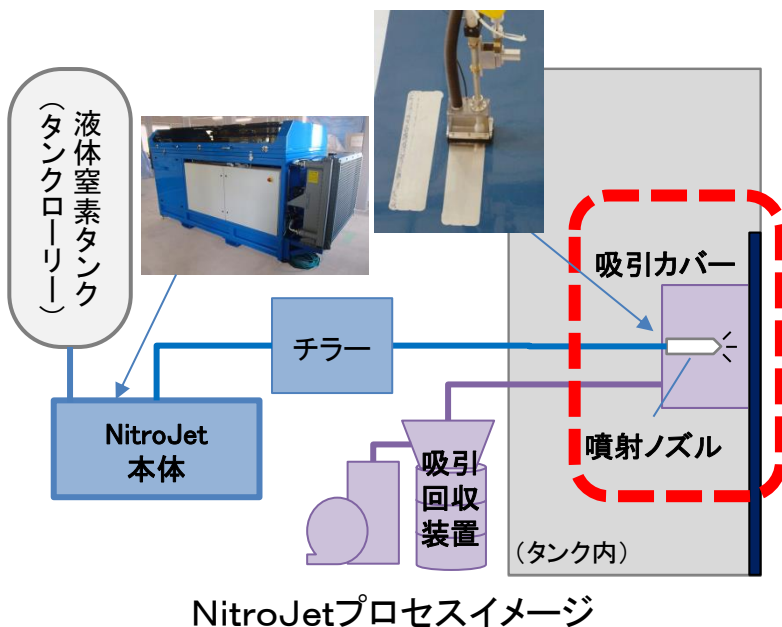 液体窒素タンク
（タンクローリー）
吸引カバー
チラー
NitroJet
本体
噴射ノズル
吸引
回収
装置
（タンク内）
NitroJetプロセスイメージ